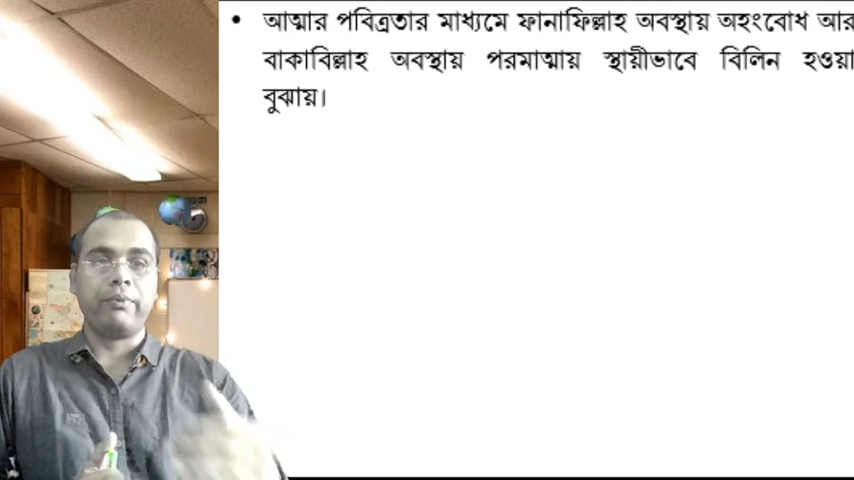 • আত্মার পবিত্রতার মাধ্যমে ফানাফিল্লাহ অবস্থায় অহংবোধ আর
বাকাবিল্লাহ অবস্থায় পরমাত্মায় স্থায়ীভাবে বিলিন হওয়া
বুঝায়।